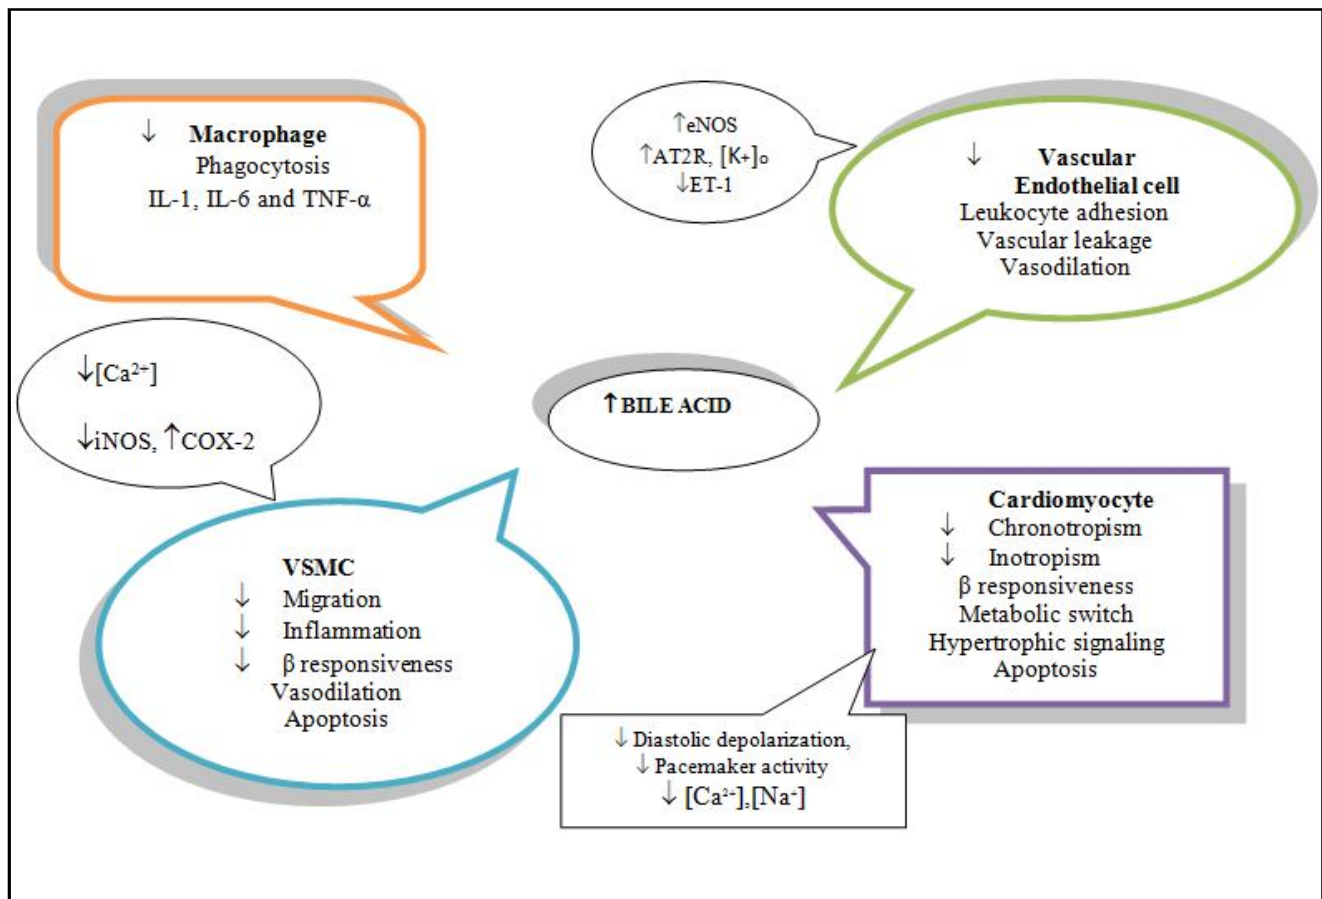 ↓ Macrophage
Phagocytosis
IL-1, IL-6 and TNF-α
↑eNOS
↑AT2R, [K+]₀
↓ET-1
↓ Vascular
Endothelial cell
Leukocyte adhesion
Vascular leakage
Vasodilation
↓[Ca²⁺]
↓iNOS, ↑COX-2
↑BILE ACID
VSMC
↓ Migration
↓ Inflammation
↓ β responsiveness
Vasodilation
Apoptosis
Cardiomyocyte
↓ Chronotropism
↓ Inotropism
β responsiveness
Metabolic switch
Hypertrophic signaling
Apoptosis
↓ Diastolic depolarization,
↓ Pacemaker activity
↓ [Ca²⁺],[Na⁺]